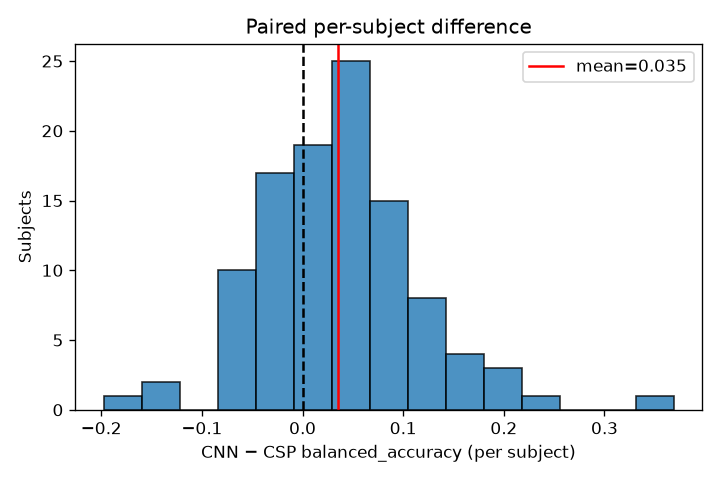 Paired per-subject difference
mean=0.035
25
20
15
10
5
0
Subjects
−0.2 −0.1 0.0 0.1 0.2 0.3
CNN − CSP balanced_accuracy (per subject)